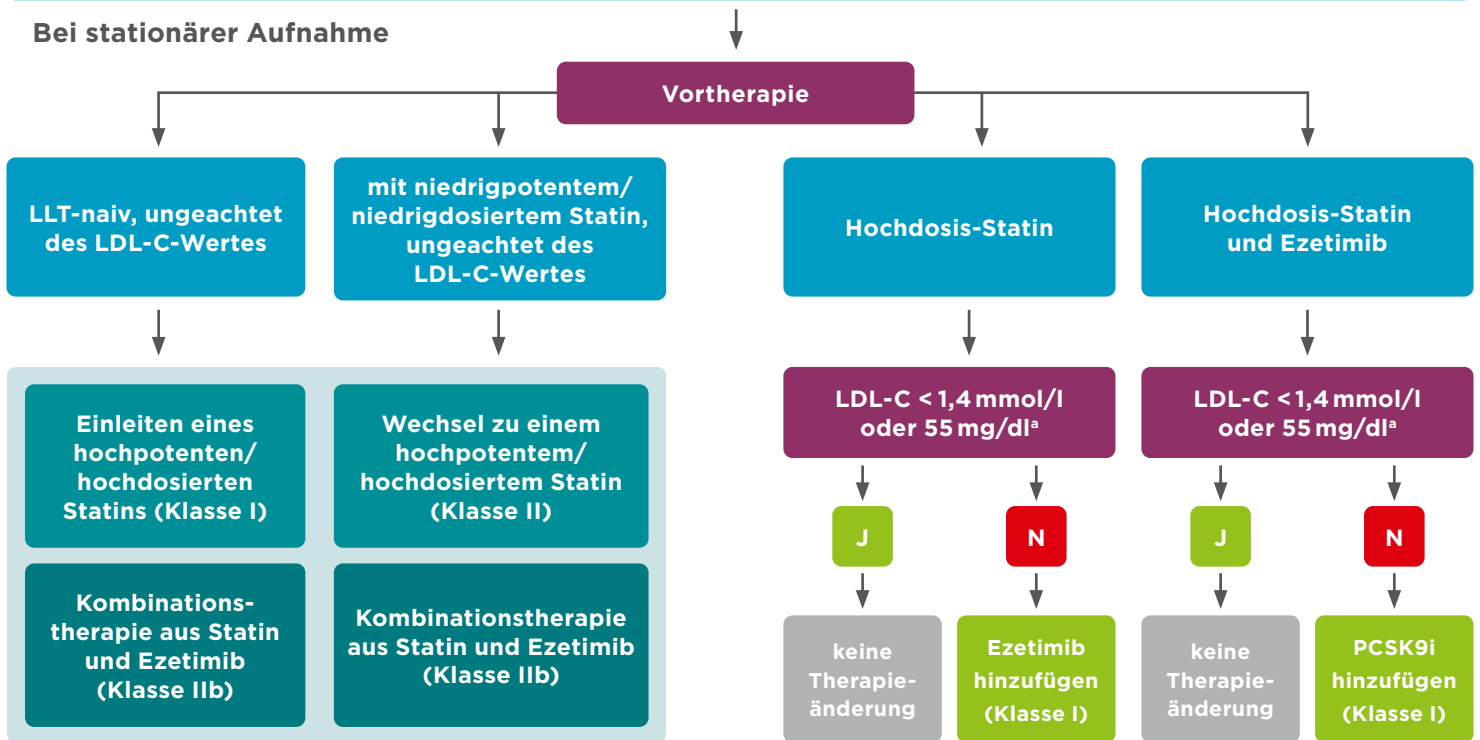 Bei stationärer Aufnahme
Vortherapie
LLT-naiv, ungeachtet
des LDL-C-Wertes
mit niedrigpotentem/
niedrigdosiertem Statin,
ungeachtet des
LDL-C-Wertes
Hochdosis-Statin
Hochdosis-Statin
und Ezetimib
Einleiten eines
hochpotenten/
hochdosierten
Statins (Klasse I)
Wechsel zu einem
hochpotentem/
hochdosiertem Statin
(Klasse II)
Kombinations-
therapie aus Statin
und Ezetimib
(Klasse IIb)
Kombinationstherapie
aus Statin und Ezetimib
(Klasse IIb)
LDL-C < 1,4 mmol/l
oder 55 mg/dlᵃ
LDL-C < 1,4 mmol/l
oder 55 mg/dlᵃ
J
N
J
N
keine
Therapie-
änderung
Ezetimib
hinzufügen
(Klasse I)
keine
Therapie-
änderung
PCSK9i
hinzufügen
(Klasse I)